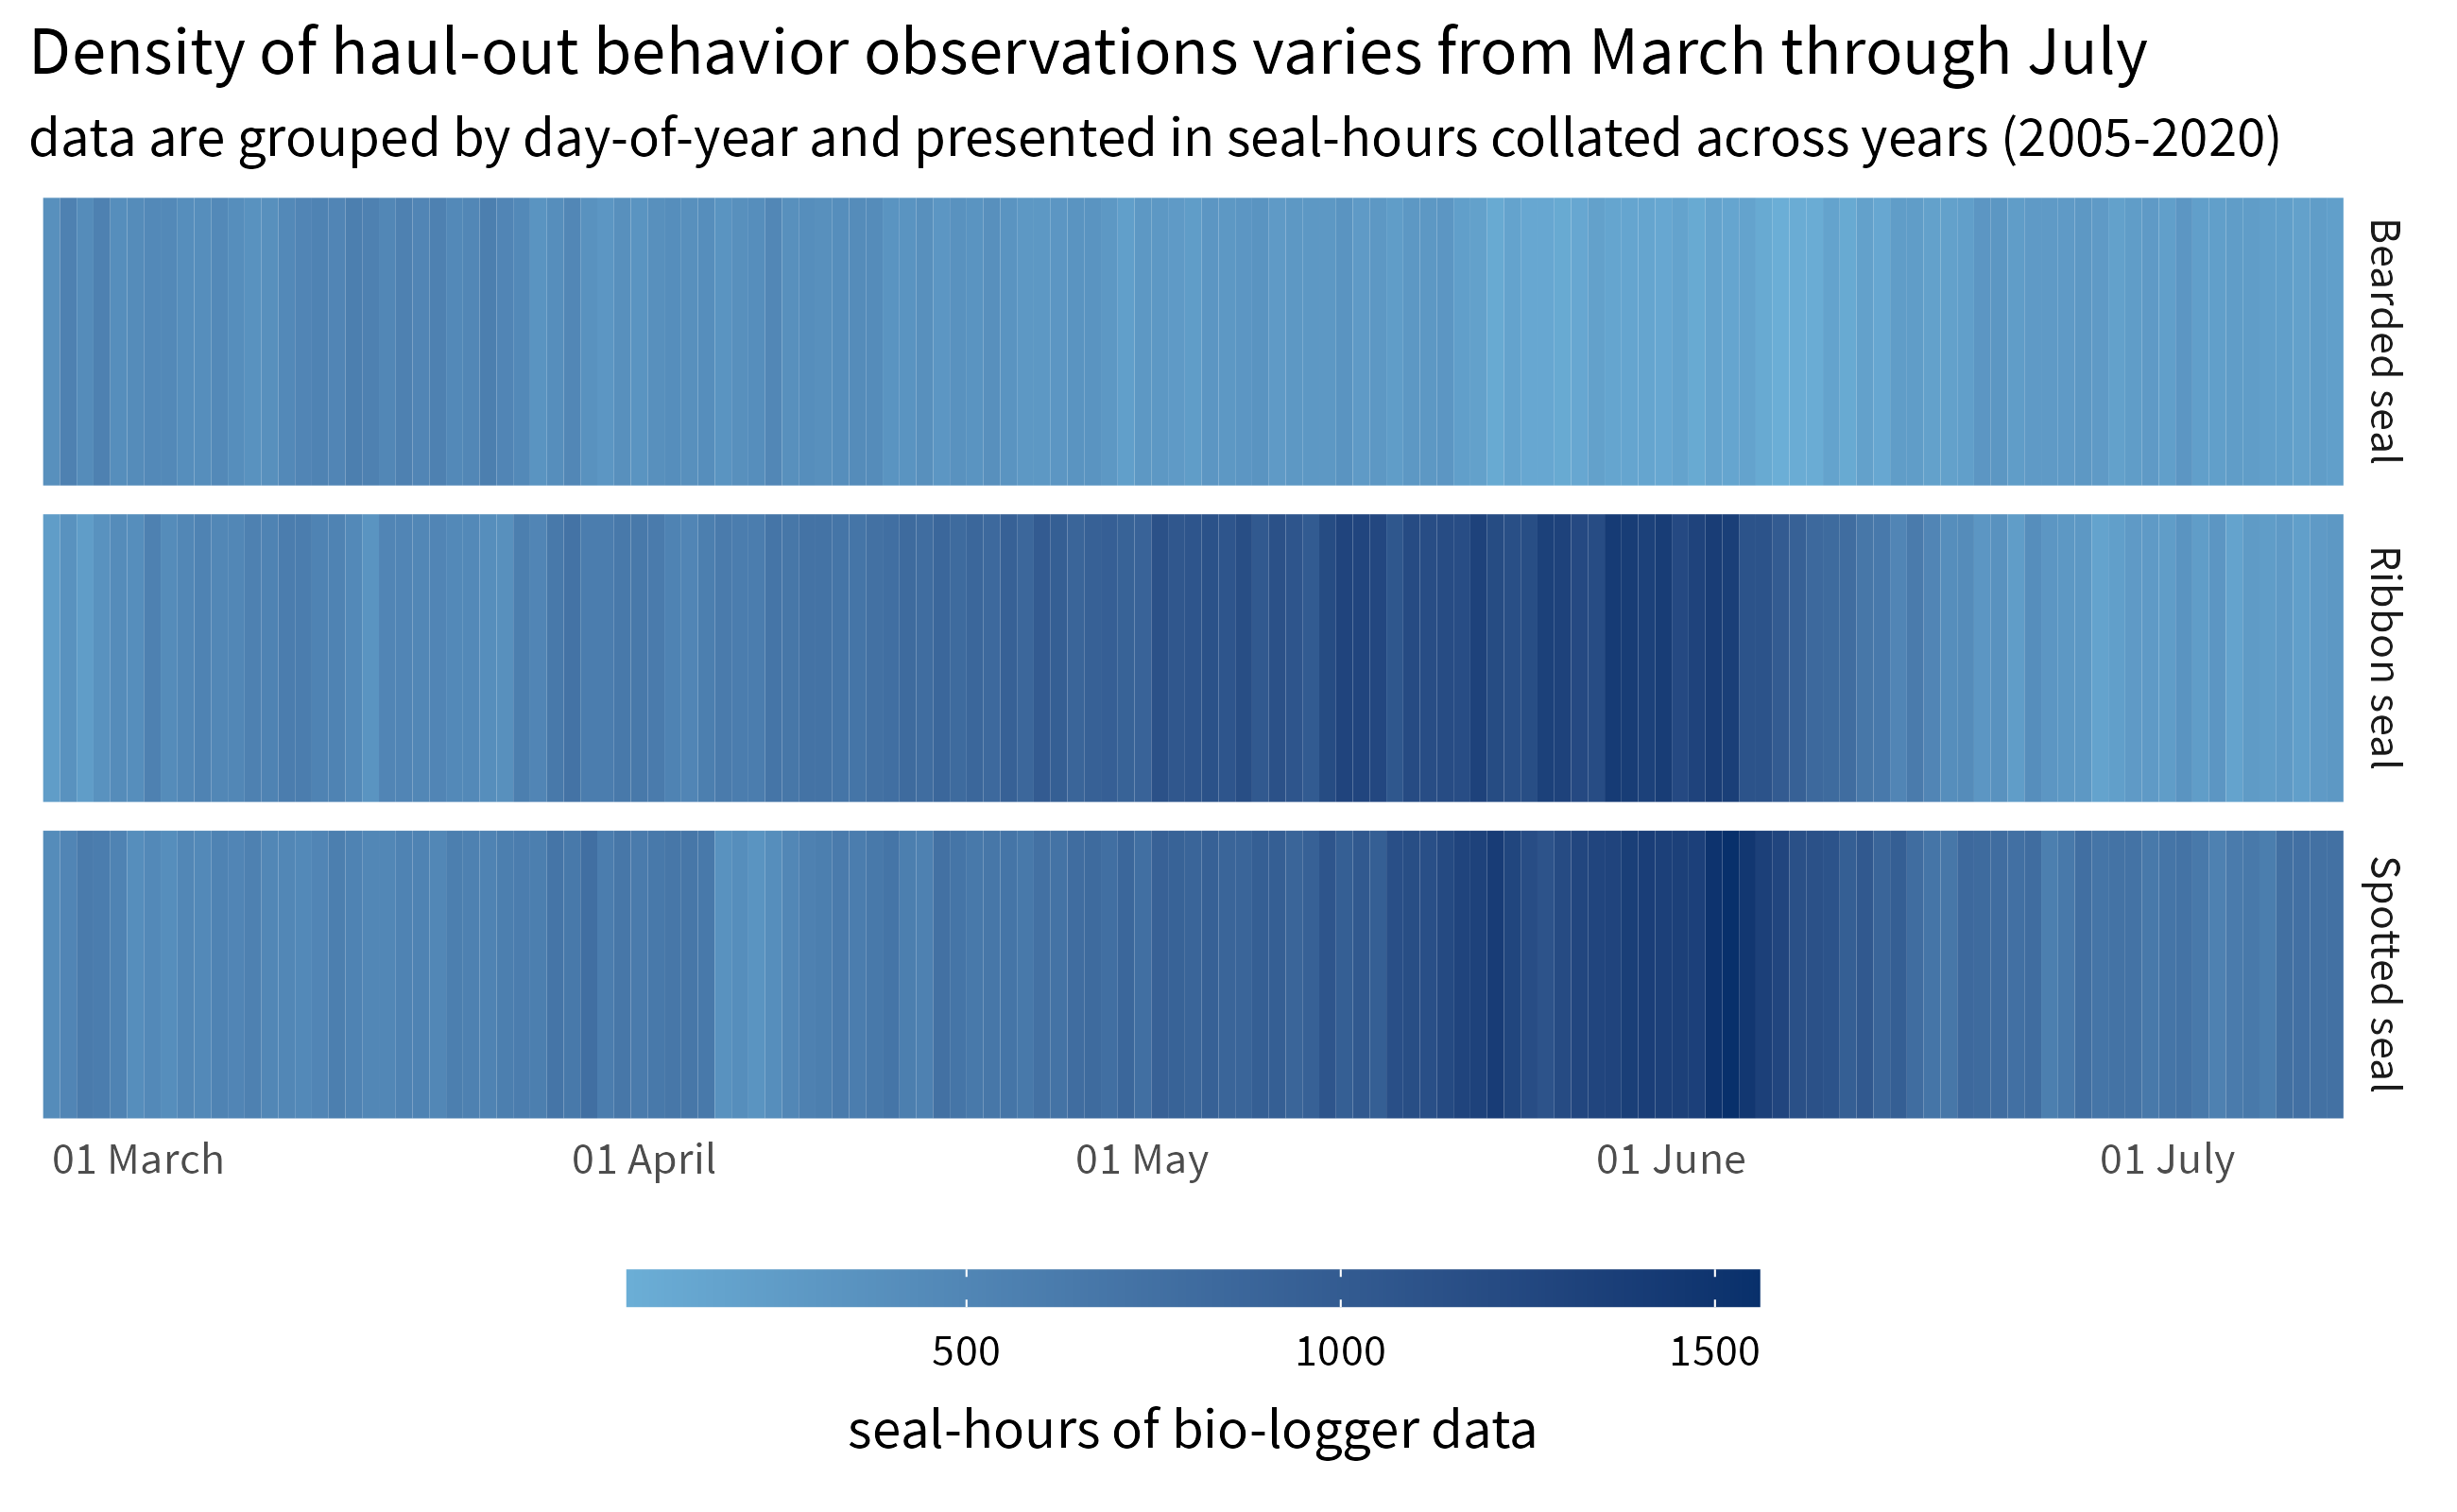 Density of haul-out behavior observations varies from March through July
data are grouped by day-of-year and presented in seal-hours collated across years (2005-2020)
Bearded seal
Ribbon seal
Spotted seal
01 March 01 April 01 May 01 June 01 July
500 1000 1500
seal-hours of bio-logger data